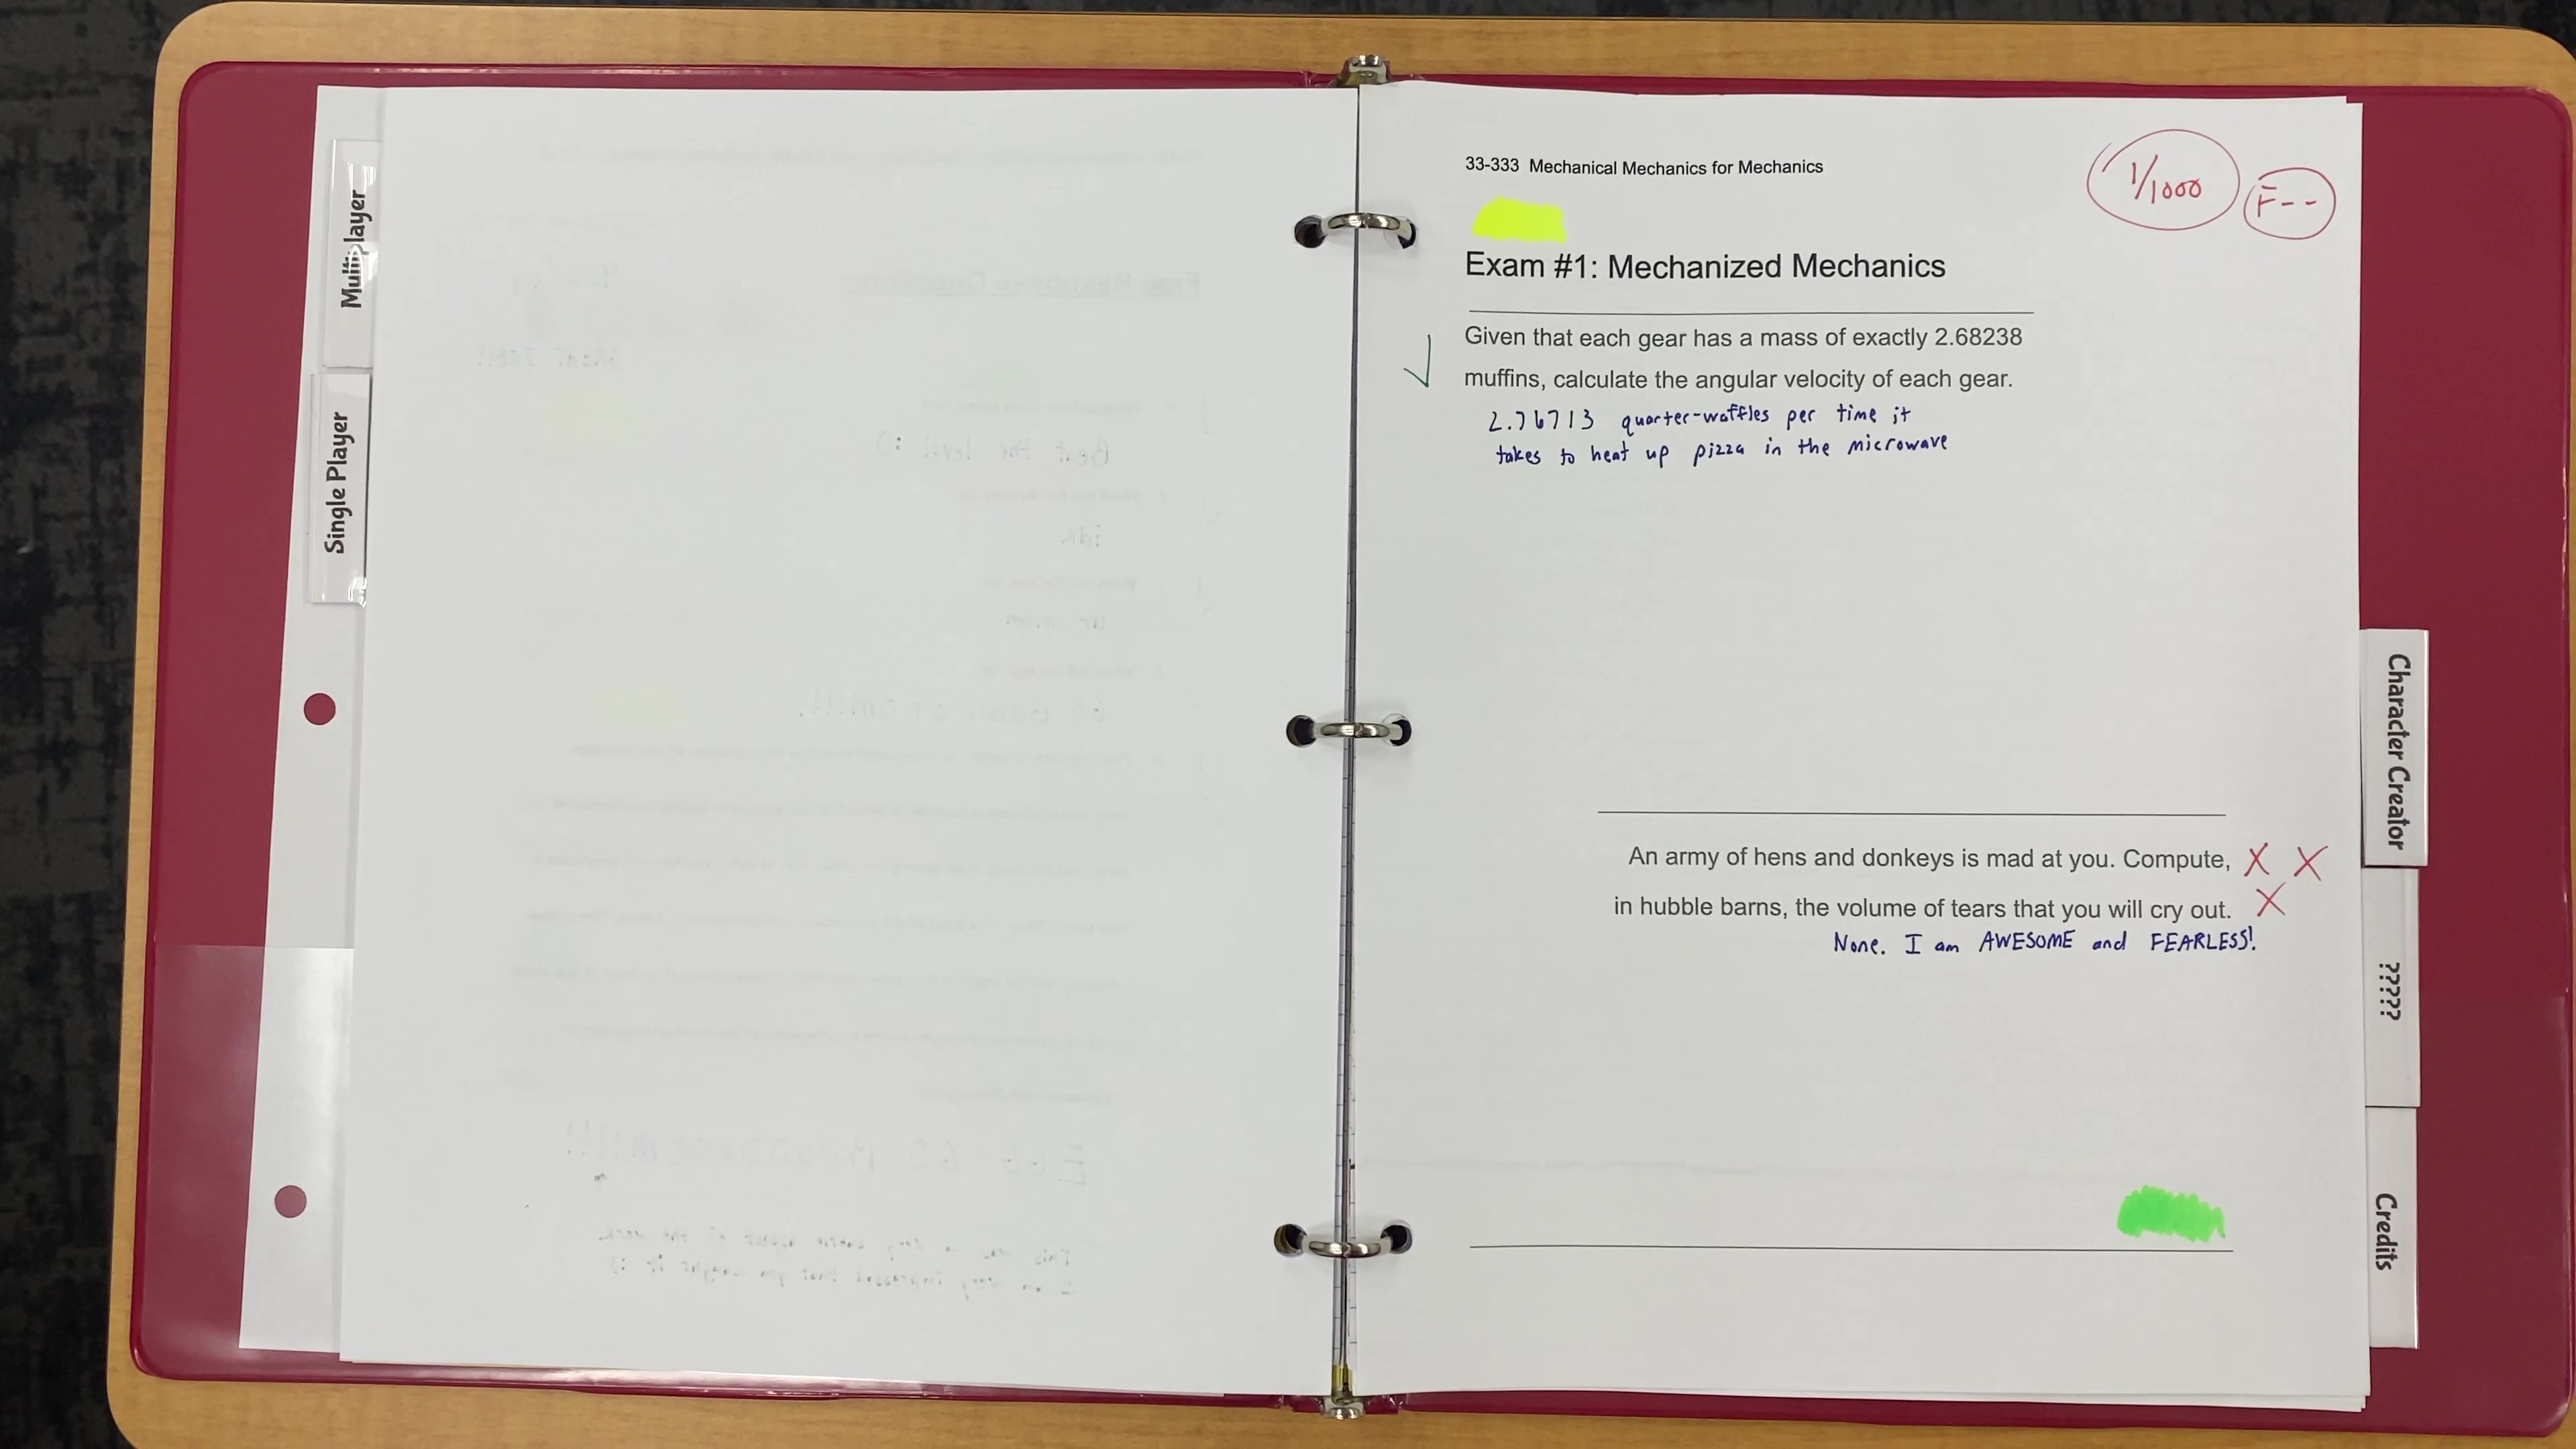 Multiplayer
Single Player
33-333 Mechanical Mechanics for Mechanics
1/1000
F--
Exam #1: Mechanized Mechanics
Given that each gear has a mass of exactly 2.68238
muffins, calculate the angular velocity of each gear.
2.76713 quarter-waffles per time it
takes to heat up pizza in the microwave
An army of hens and donkeys is mad at you. Compute,
in hubble barns, the volume of tears that you will cry out.
None. I am AWESOME and FEARLESS!
Character Creator
?????
Credits